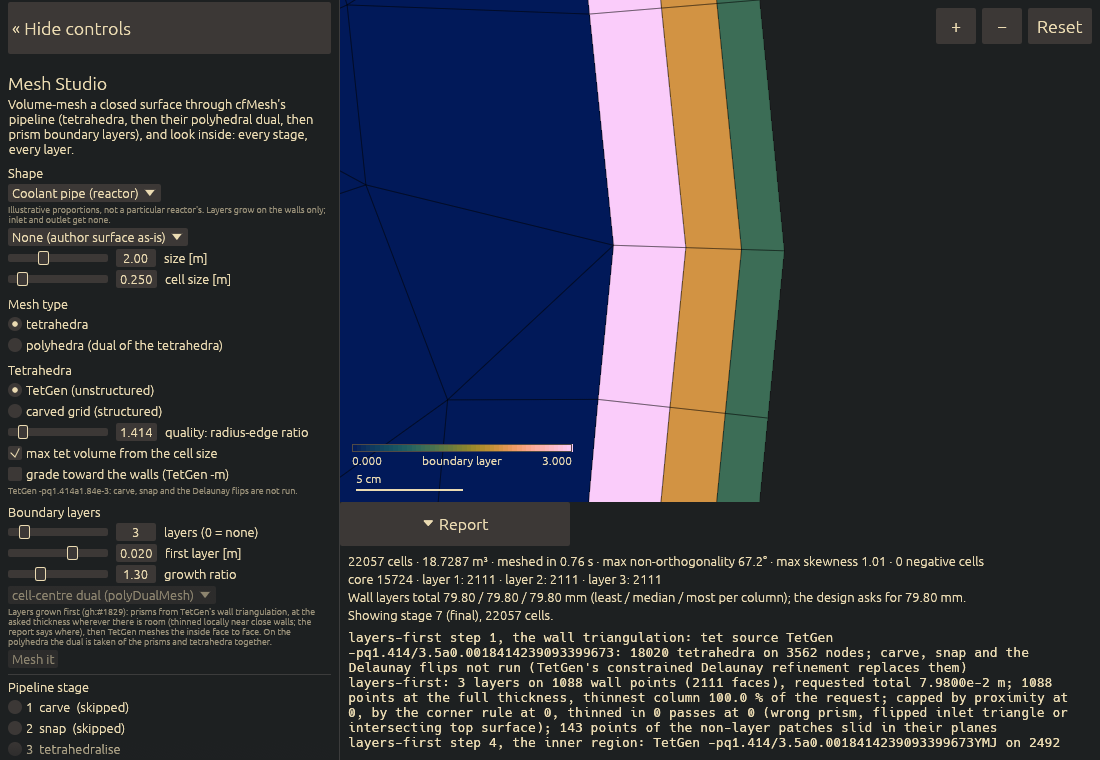 « Hide controls
Mesh Studio
Volume-mesh a closed surface through cfMesh's
pipeline (tetrahedra, then their polyhedral dual, then
prism boundary layers), and look inside: every stage,
every layer.
Shape
Coolant pipe (reactor)
Illustrative proportions, not a particular reactor's. Layers grow on the walls only;
inlet and outlet get none.
None (author surface as-is)
2.00 size [m]
0.250 cell size [m]
Mesh type
tetrahedra
polyhedra (dual of the tetrahedra)
Tetrahedra
TetGen (unstructured)
carved grid (structured)
1.414 quality: radius-edge ratio
max tet volume from the cell size
grade toward the walls (TetGen -m)
TetGen -pq1.414a1.84e-3: carve, snap and the Delaunay flips are not run.
Boundary layers
3 layers (0 = none)
0.020 first layer [m]
1.30 growth ratio
cell-centre dual (polyDualMesh)
Layers grown first (gh:#1829): prisms from TetGen's wall triangulation, at the
asked thickness wherever there is room (thinned locally near close walls; the
report says where), then TetGen meshes the inside face to face. On the
polyhedra the dual is taken of the prisms and tetrahedra together.
Mesh it
Pipeline stage
1 carve (skipped)
2 snap (skipped)
3 tetrahedralise
+ − Reset
0.000 boundary layer 3.000
5 cm
Report
22057 cells · 18.7287 m³ · meshed in 0.76 s · max non-orthogonality 67.2° · max skewness 1.01 · 0 negative cells
core 15724 · layer 1: 2111 · layer 2: 2111 · layer 3: 2111
Wall layers total 79.80 / 79.80 / 79.80 mm (least / median / most per column); the design asks for 79.80 mm.
Showing stage 7 (final), 22057 cells.
layers-first step 1, the wall triangulation: tet source TetGen
-pq1.414/3.5a0.0018414239093399673: 18020 tetrahedra on 3562 nodes; carve, snap and the
Delaunay flips not run (TetGen's constrained Delaunay refinement replaces them)
layers-first: 3 layers on 1088 wall points (2111 faces), requested total 7.9800e-2 m; 1088
points at the full thickness, thinnest column 100.0 % of the request; capped by proximity at
0, by the corner rule at 0, thinned in 0 passes at 0 (wrong prism, flipped inlet triangle or
intersecting top surface); 143 points of the non-layer patches slid in their planes
layers-first step 4, the inner region: TetGen -pq1.414/3.5a0.0018414239093399673YMJ on 2492